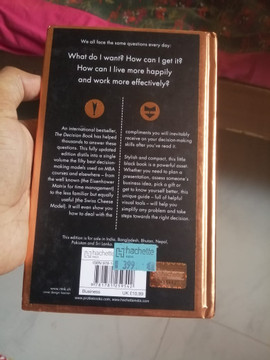 We all face the same questions every day:
What do I want? How can I get it?
How can I live more happily
and work more effectively?
An international bestseller,
The Decision Book has helped
thousands to answer these
questions. This fully updated
edition distils into a single
volume the fifty best decision-
making models used on MBA
courses and elsewhere – from
the well known (the Eisenhower
Matrix for time management)
to the less familiar but equally
useful (the Swiss Cheese
Model). It will even show you
how to deal with the
compliments you will inevitably
receive on your decision-making
skills after you've read it.
Stylish and compact, this little
black book is a powerful asset.
Whether you need to plan a
presentation, assess someone's
business idea, pick a gift or
get to know yourself better, this
unique guide – full of helpful
visual tools – will help you
simplify any problem and take
steps towards the right decision.
This edition is for sale in India, Bangladesh, Bhutan, Nepal,
Pakistan and Sri Lanka
hachette
399
www.profilebooks.com www.hachetteindia.com